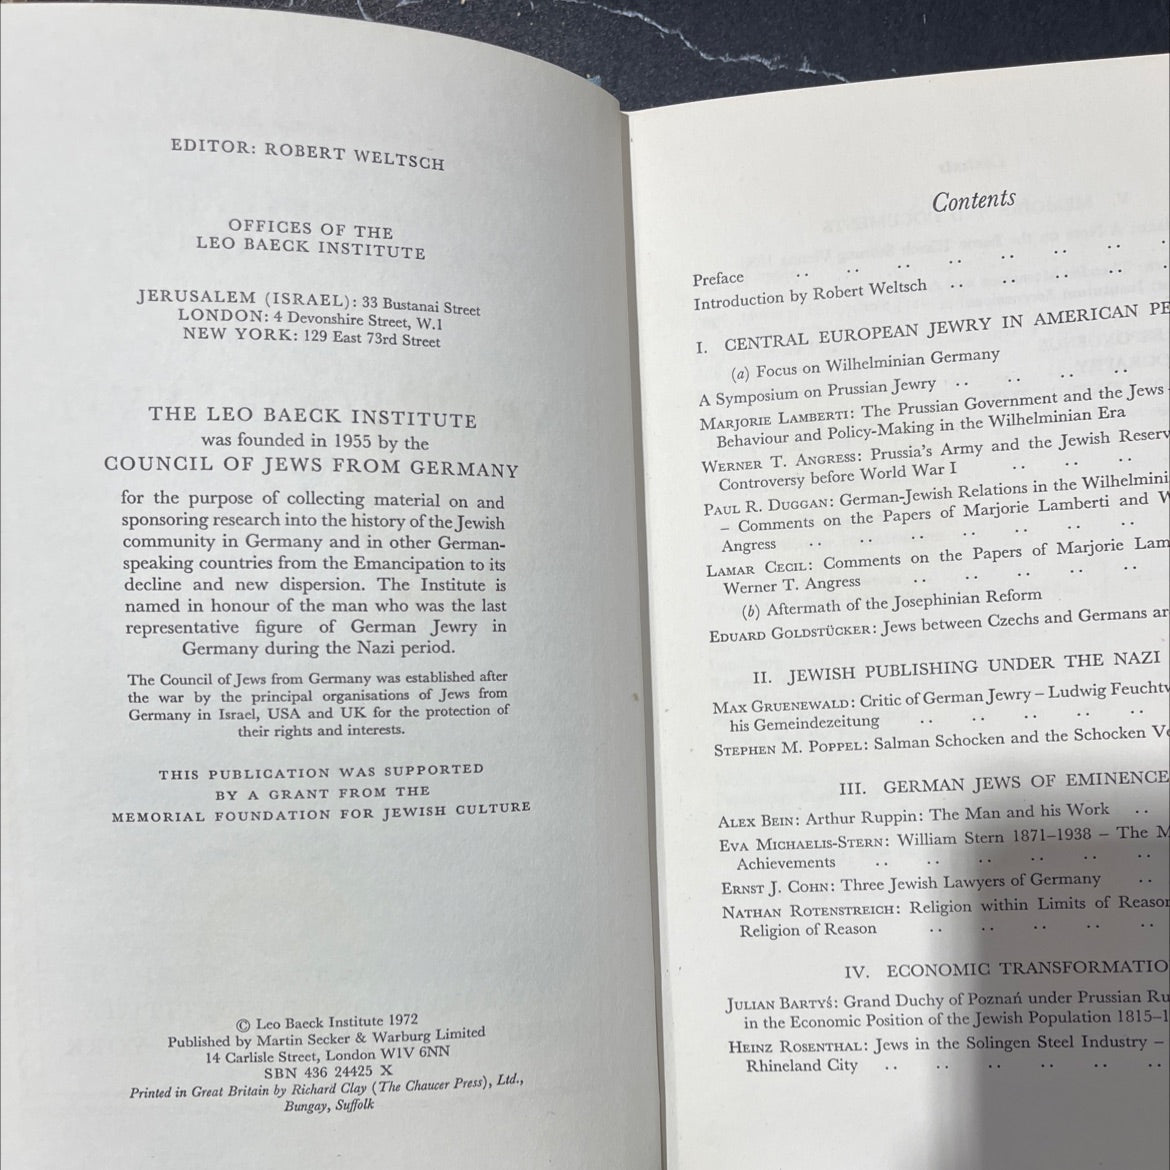 EDITOR: ROBERT WELTSCH
OFFICES OF THE
LEO BAECK INSTITUTE
JERUSALEM (ISRAEL): 33 Bustanai Street
LONDON: 4 Devonshire Street, W.1
NEW YORK: 129 East 73rd Street
THE LEO BAECK INSTITUTE
was founded in 1955 by the
COUNCIL OF JEWS FROM GERMANY
for the purpose of collecting material on and
sponsoring research into the history of the Jewish
community in Germany and in other German-
speaking countries from the Emancipation to its
decline and new dispersion. The Institute is
named in honour of the man who was the last
representative figure of German Jewry in
Germany during the Nazi period.
The Council of Jews from Germany was established after
the war by the principal organisations of Jews from
Germany in Israel, USA and UK for the protection of
their rights and interests.
THIS PUBLICATION WAS SUPPORTED
BY A GRANT FROM THE
MEMORIAL FOUNDATION FOR JEWISH CULTURE
© Leo Baeck Institute 1972
Published by Martin Secker & Warburg Limited
14 Carlisle Street, London W1V 6NN
SBN 436 24425 X
Printed in Great Britain by Richard Clay (The Chaucer Press), Ltd.,
Bungay, Suffolk
Contents
Preface .. .. .. .. .. .. .. ..
Introduction by Robert Weltsch .. .. .. .. ..
I. CENTRAL EUROPEAN JEWRY IN AMERICAN PE
(a) Focus on Wilhelminian Germany
A Symposium on Prussian Jewry .. .. .. ..
MARJORIE LAMBERTI: The Prussian Government and the Jews –
Behaviour and Policy-Making in the Wilhelminian Era
WERNER T. ANGRESS: Prussia's Army and the Jewish Reserv
Controversy before World War I .. .. ..
PAUL R. DUGGAN: German-Jewish Relations in the Wilhelmini
– Comments on the Papers of Marjorie Lamberti and W
Angress .. .. .. .. .. .. ..
LAMAR CECIL: Comments on the Papers of Marjorie Lam
Werner T. Angress .. .. .. .. ..
(b) Aftermath of the Josephinian Reform
EDUARD GOLDSTÜCKER: Jews between Czechs and Germans ar
II. JEWISH PUBLISHING UNDER THE NAZI
MAX GRUENEWALD: Critic of German Jewry – Ludwig Feuchtw
his Gemeindezeitung .. .. .. .. ..
STEPHEN M. POPPEL: Salman Schocken and the Schocken Ve
III. GERMAN JEWS OF EMINENCE
ALEX BEIN: Arthur Ruppin: The Man and his Work ..
EVA MICHAELIS-STERN: William Stern 1871–1938 – The M
Achievements .. .. .. .. .. ..
ERNST J. COHN: Three Jewish Lawyers of Germany ..
NATHAN ROTENSTREICH: Religion within Limits of Reason
Religion of Reason .. .. .. .. ..
IV. ECONOMIC TRANSFORMATIO
JULIAN BARTYŚ: Grand Duchy of Poznań under Prussian Ru
in the Economic Position of the Jewish Population 1815–1
HEINZ ROSENTHAL: Jews in the Solingen Steel Industry –
Rhineland City .. .. .. .. .. ..